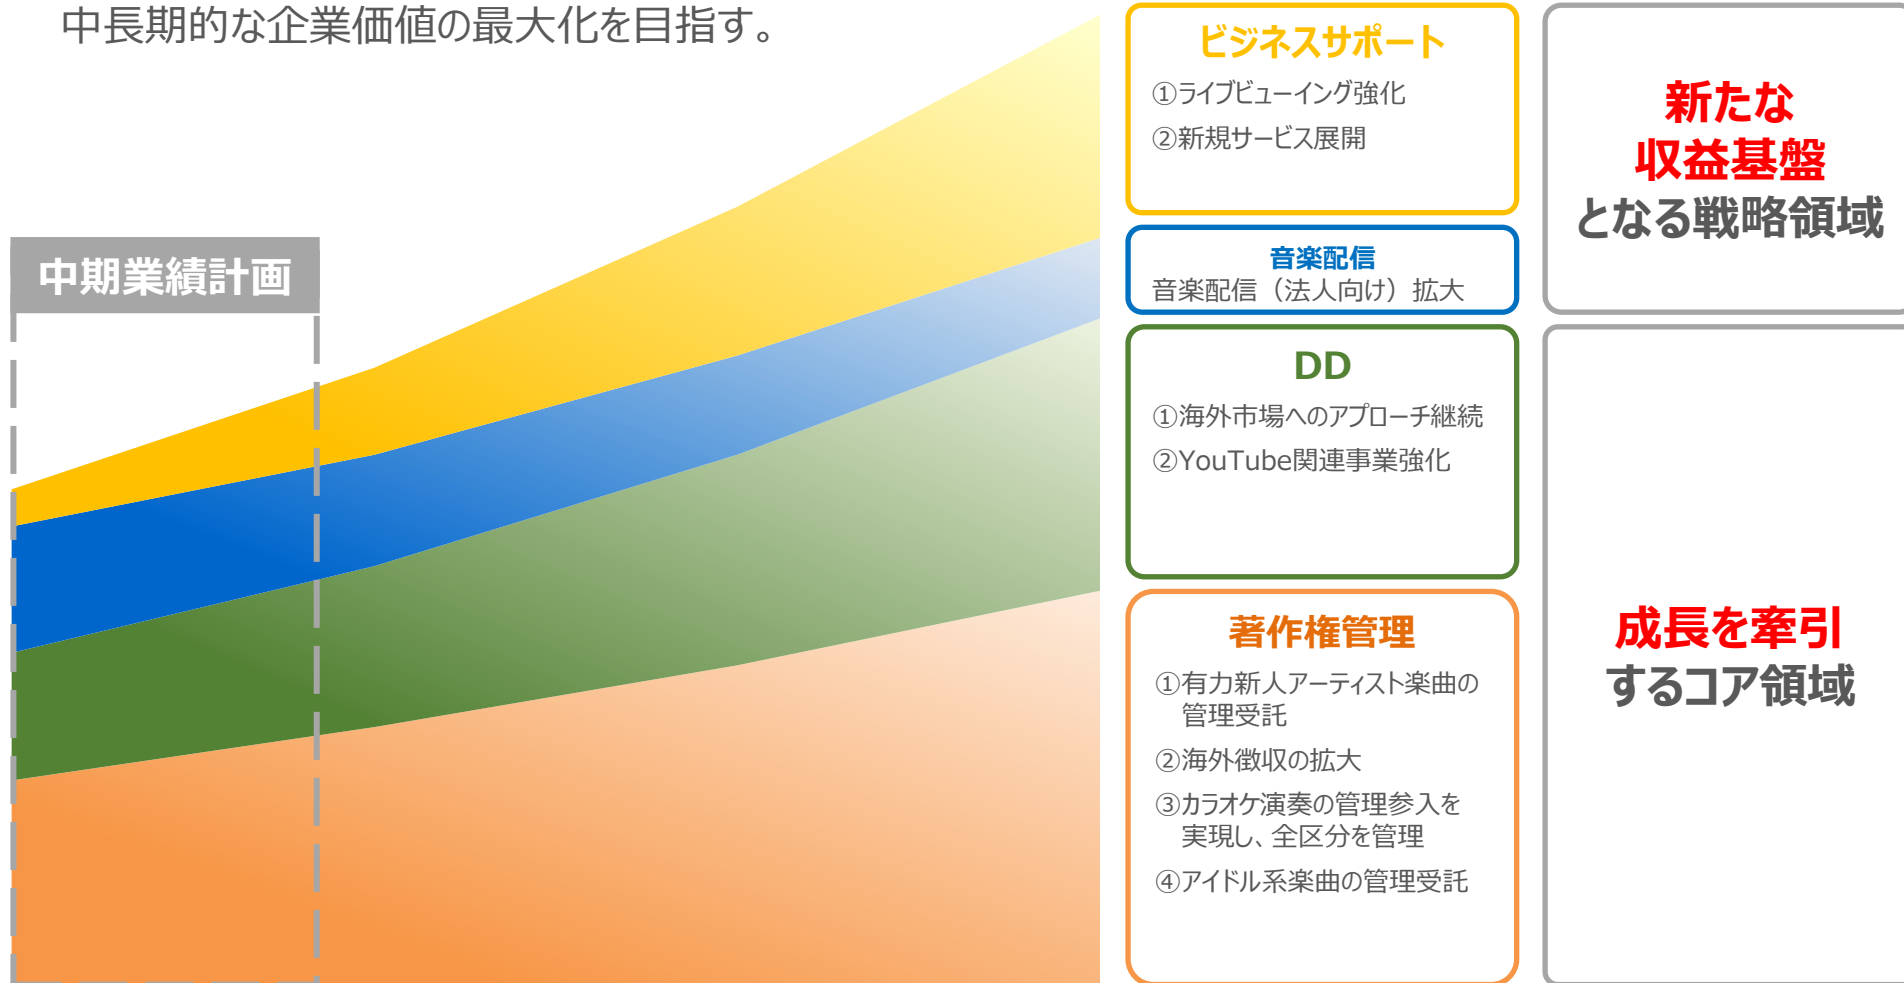 中長期的な企業価値の最大化を目指す。
中期業績計画
ビジネスサポート
①ライブビューイング強化
②新規サービス展開
音楽配信
音楽配信（法人向け）拡大
DD
①海外市場へのアプローチ継続
②YouTube関連事業強化
著作権管理
①有力新人アーティスト楽曲の
管理受託
②海外徴収の拡大
③カラオケ演奏の管理参入を
実現し、全区分を管理
④アイドル系楽曲の管理受託
新たな
収益基盤
となる戦略領域
成長を牽引
するコア領域